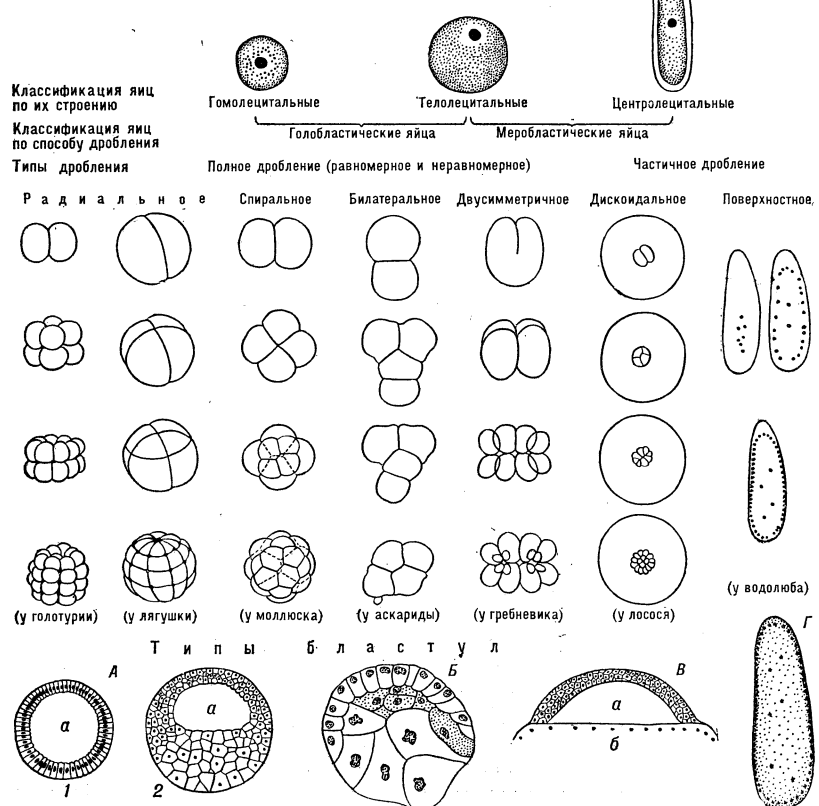 Классификация яиц
по их строению
Гомолецитальные Телолецитальные Центролецитальные
Классификация яиц
по способу дробления
Голобластические яйца Меробластические яйца
Типы дробления Полное дробление (равномерное и неравномерное) Частичное дробление
Радиальное Спиральное Билатеральное Двусимметричное Дискоидальное Поверхностное
(у водолюба)
(у голотурии) (у лягушки) (у моллюска) (у аскариды) (у гребневика) (у лосося)
Типы бластул
А Б В Г
а а а
б
1 2